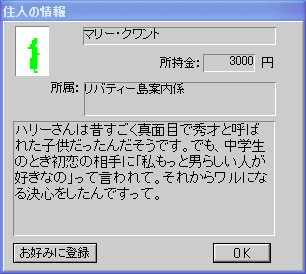 住人の情報
マリー・クワント
所持金: 3000 円
所属: リバティー島案内係
ハリーさんは昔すごく真面目で秀才と呼ば
れた子供だったんだそうです。でも、中学生
のとき初恋の相手に「私もっと男らしい人が
好きなの」って言われて。それからワルにな
る決心をしたんですって。
お好みに登録
OK